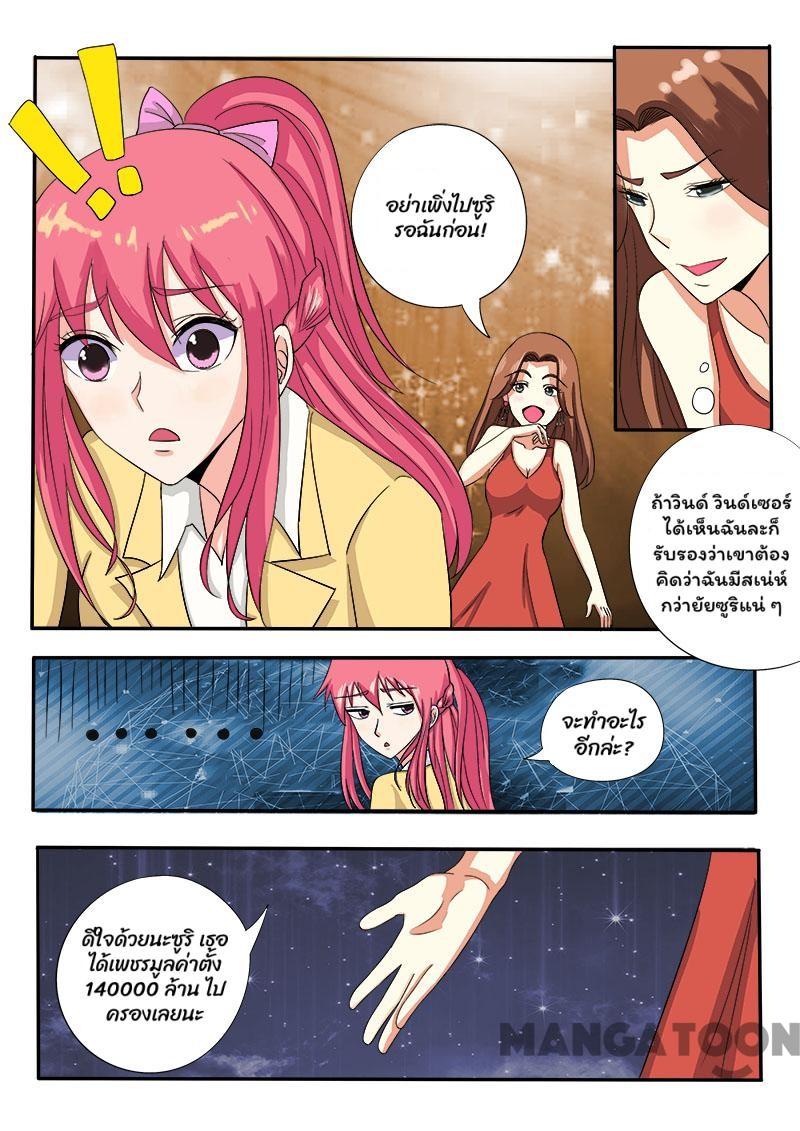 !!
อย่าเพิ่งไปซูริ
รอฉันก่อน!
ถ้าวินด์ วินด์เซอร์
ได้เห็นฉันละก็
รับรองว่าเขาต้อง
คิดว่าฉันมีสเน่ห์
กว่ายัยซูริแน่ ๆ
......
จะทำอะไร
อีกล่ะ?
ดีใจด้วยนะซูริ เธอ
ได้เพชรมูลค่าตั้ง
140000 ล้าน ไป
ครองเลยนะ
MANGATOON